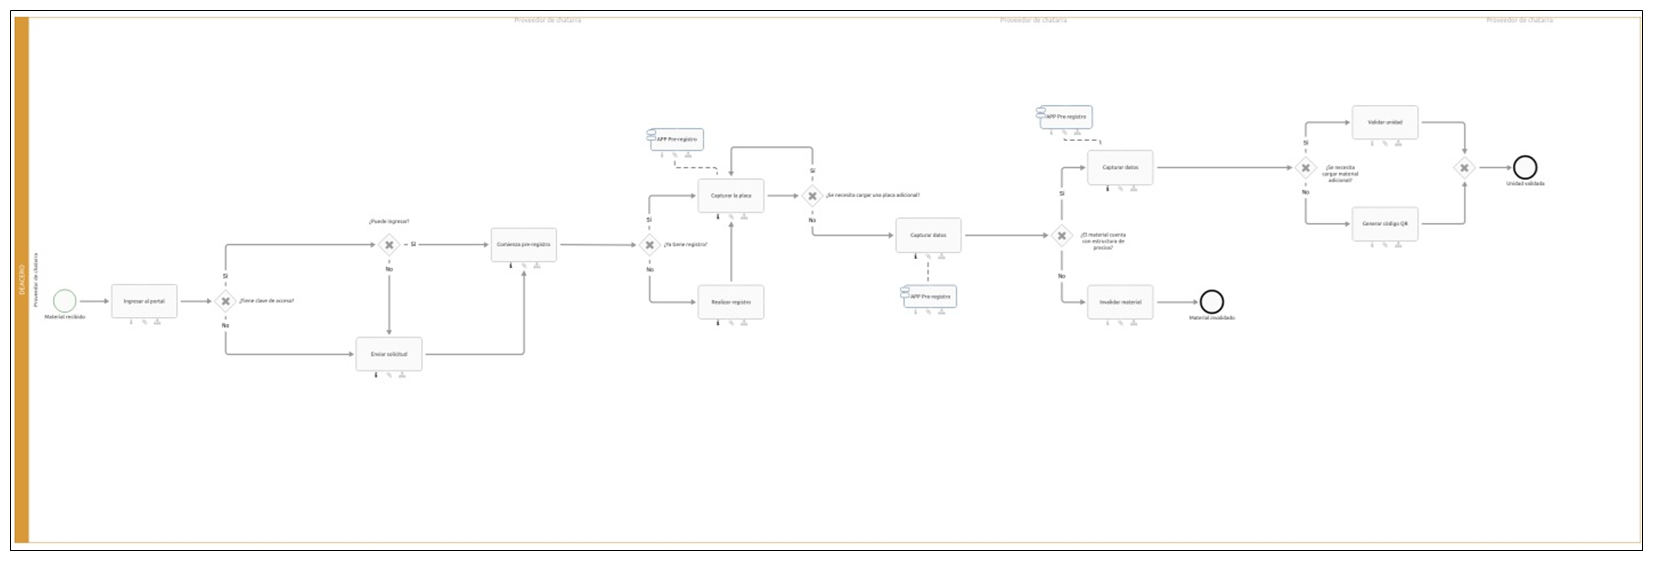 Proveedor de chatarra
Proveedor de chatarra
Proveedor de chatarra
DEACERO
Proveedor de chatarra
Material recibido
Ingresar al portal
¿Tiene clave de acceso?
Si
No
¿Puede ingresar?
Si
No
Enviar solicitud
Comienza pre-registro
¿Ya tiene registro?
Si
No
APP Pre-registro
Capturar la placa
Realizar registro
¿Se necesita cargar una placa adicional?
Si
No
Capturar datos
APP Pre-registro
¿El material cuenta
con estructura de
precios?
Si
No
APP Pre-registro
Capturar datos
Invalidar material
Material invalidado
¿Se necesita
cargar material
adicional?
Si
No
Validar unidad
Generar código QR
Unidad validada